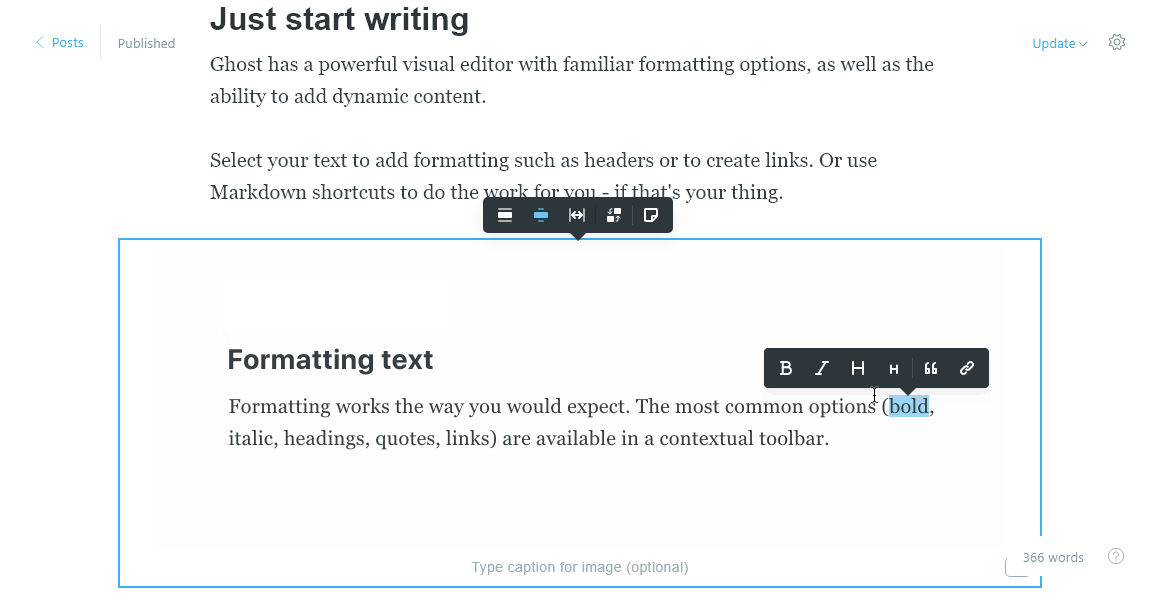 Just start writing
Posts
Published
Update
Ghost has a powerful visual editor with familiar formatting options, as well as the
ability to add dynamic content.
Select your text to add formatting such as headers or to create links. Or use
Markdown shortcuts to do the work for you - if that's your thing.
Formatting text
B I H H
Formatting works the way you would expect. The most common options (bold,
italic, headings, quotes, links) are available in a contextual toolbar.
Type caption for image (optional)
366 words
?